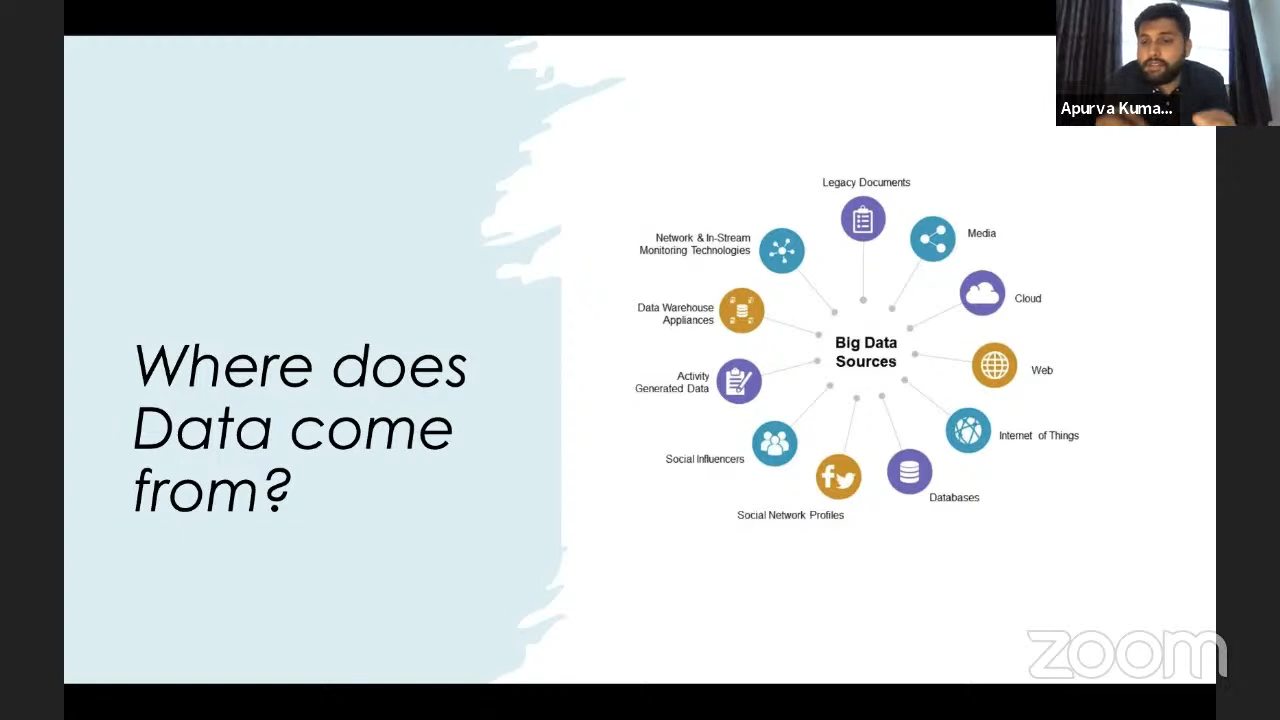 Apurva Kuma...
Where does
Data come
from?
Legacy Documents
Media
Cloud
Web
Internet of Things
Databases
Social Network Profiles
Social Influencers
Activity
Generated Data
Data Warehouse
Appliances
Network & In-Stream
Monitoring Technologies
Big Data
Sources
zoom